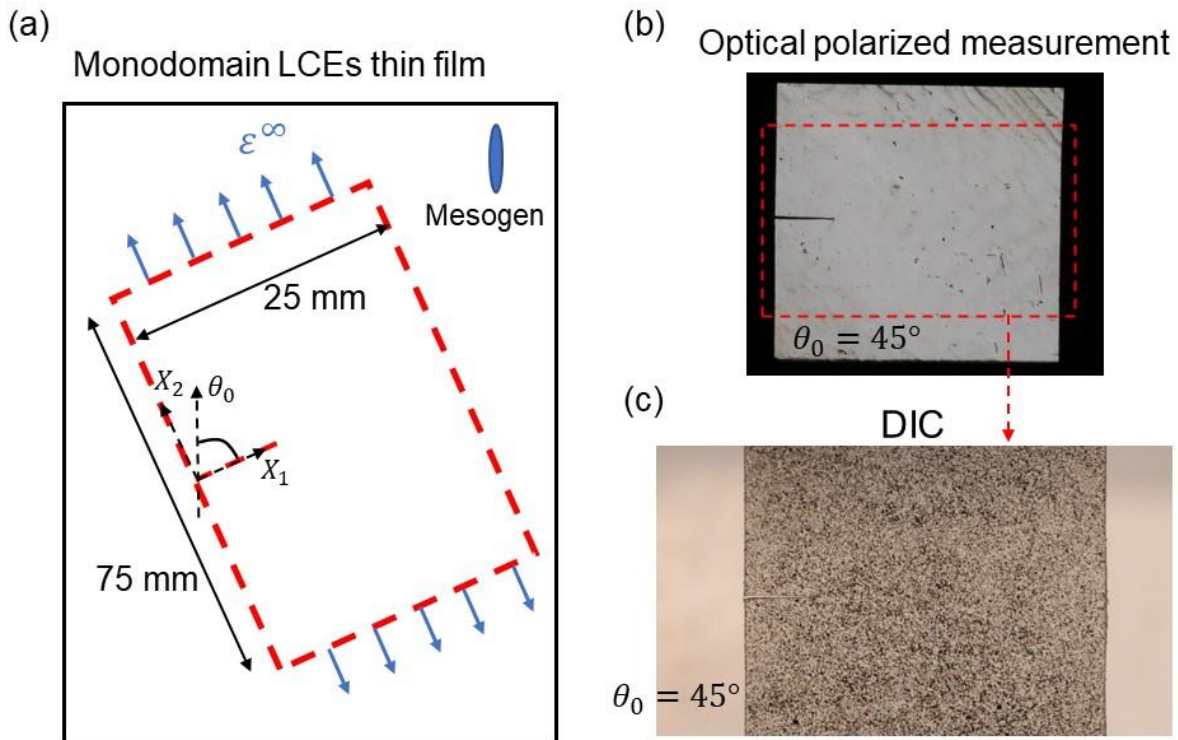 (a)
Monodomain LCEs thin film
ε∞
Mesogen
25 mm
X₂
θ₀
X₁
75 mm
(b)
Optical polarized measurement
θ₀ = 45°
(c)
DIC
θ₀ = 45°